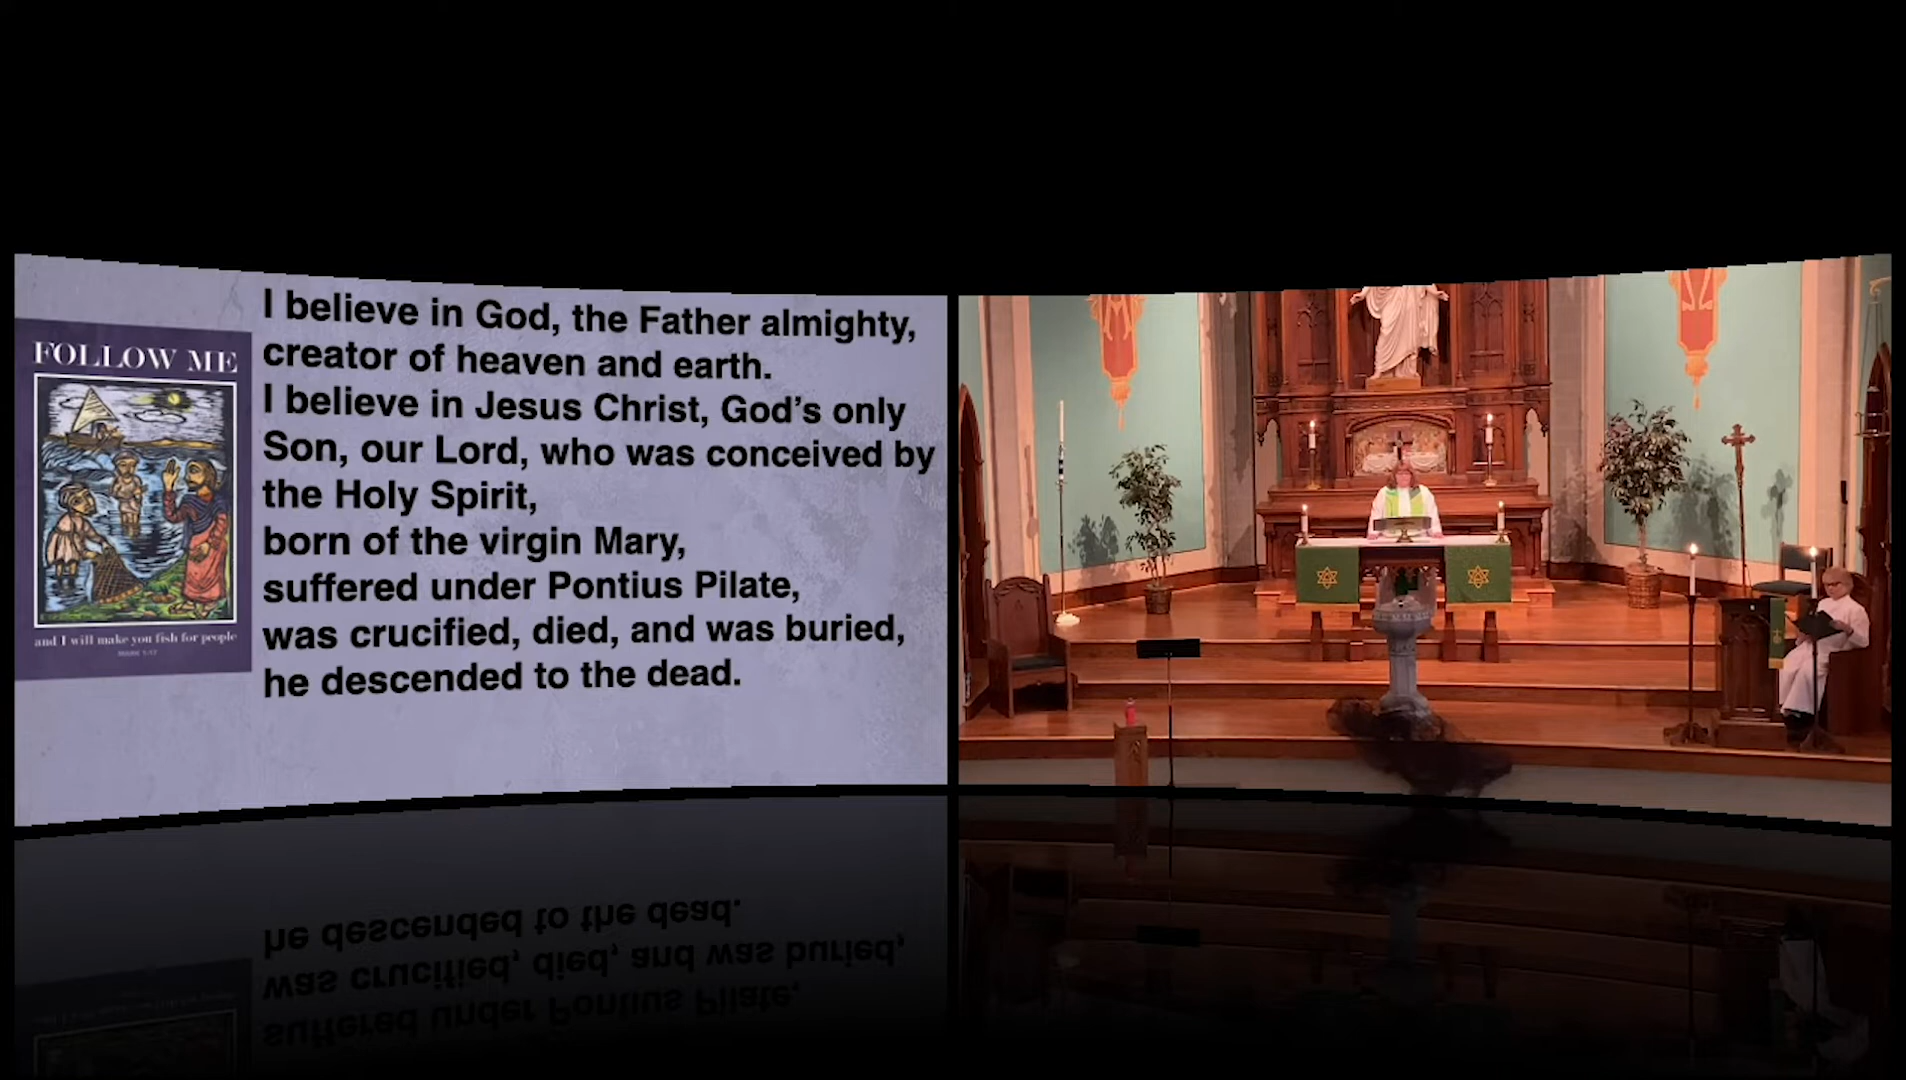 FOLLOW ME
and I will make you fish for people
I believe in God, the Father almighty,
creator of heaven and earth.
I believe in Jesus Christ, God's only
Son, our Lord, who was conceived by
the Holy Spirit,
born of the virgin Mary,
suffered under Pontius Pilate,
was crucified, died, and was buried,
he descended to the dead.